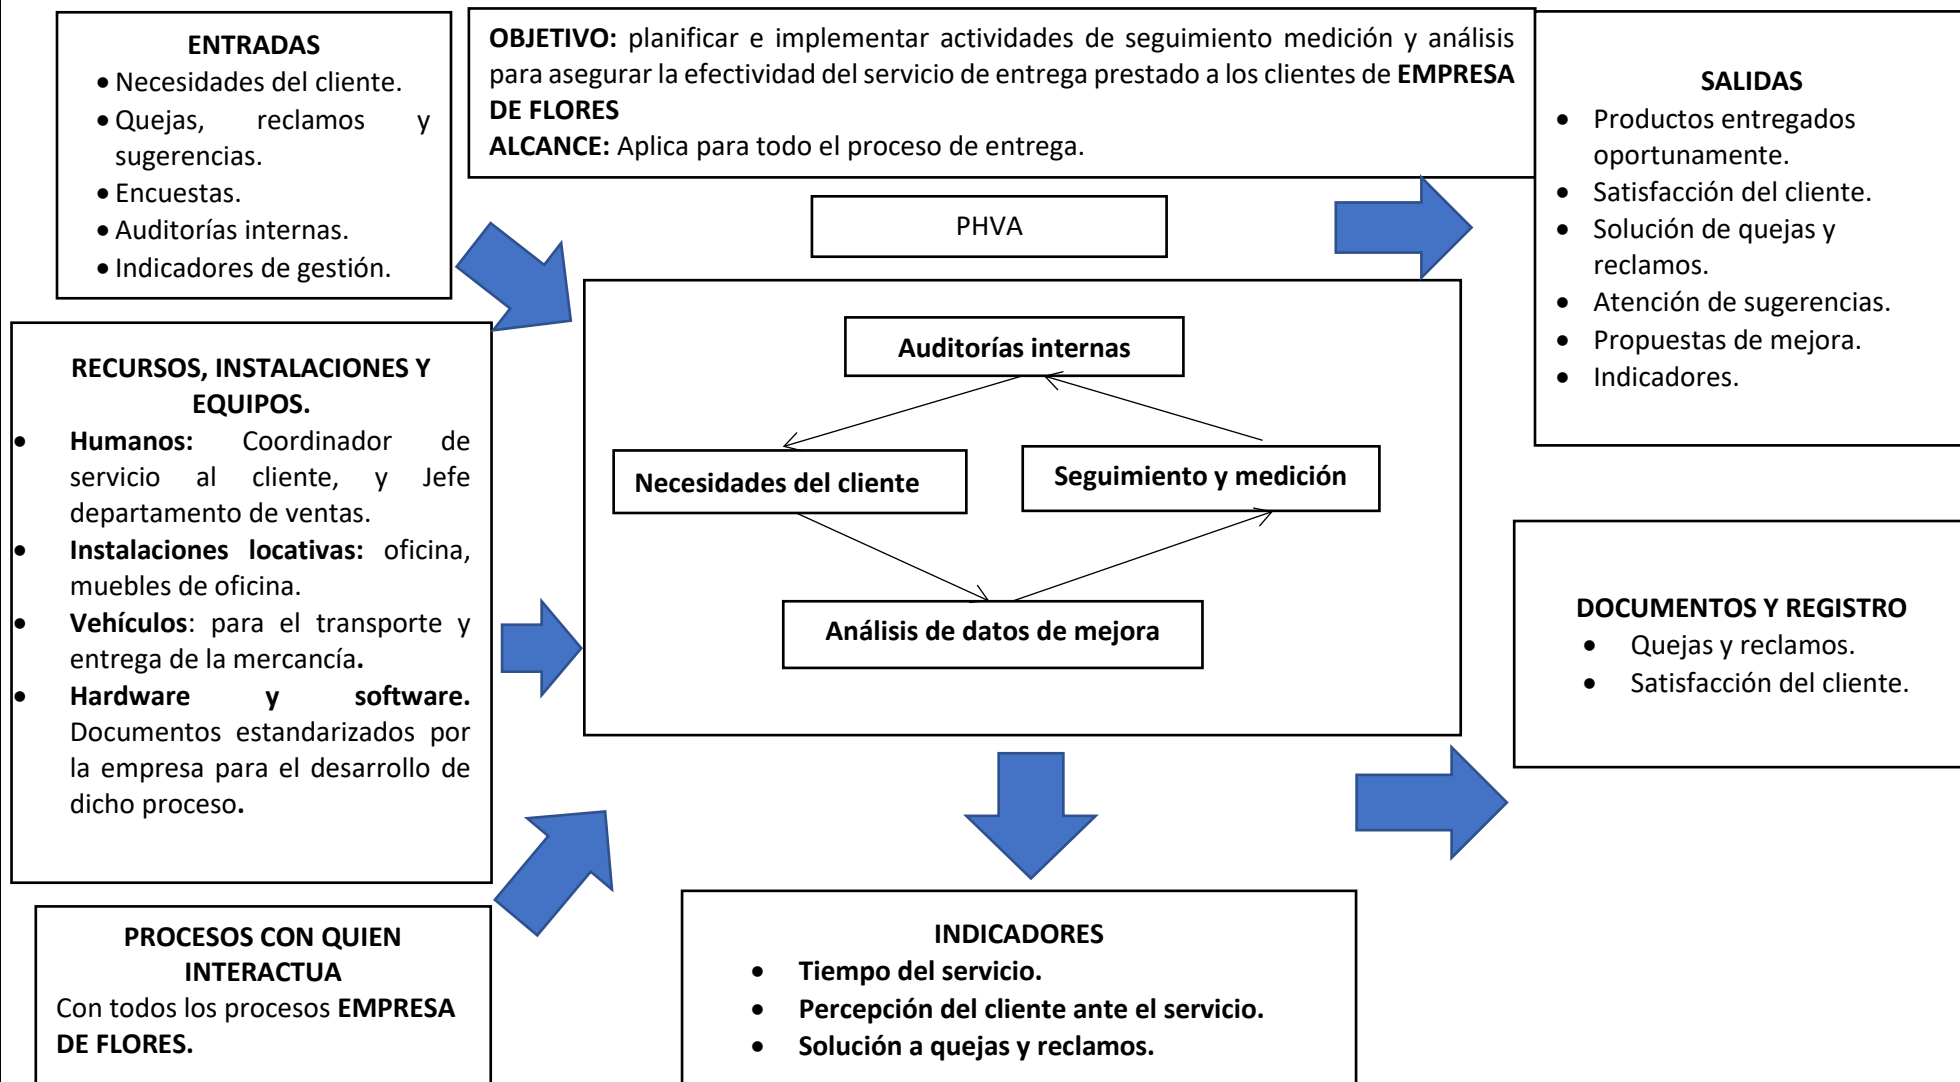 ENTRADAS
• Necesidades del cliente.
• Quejas, reclamos y
sugerencias.
• Encuestas.
• Auditorías internas.
• Indicadores de gestión.
OBJETIVO: planificar e implementar actividades de seguimiento medición y análisis
para asegurar la efectividad del servicio de entrega prestado a los clientes de EMPRESA
DE FLORES
ALCANCE: Aplica para todo el proceso de entrega.
SALIDAS
• Productos entregados
oportunamente.
• Satisfacción del cliente.
• Solución de quejas y
reclamos.
• Atención de sugerencias.
• Propuestas de mejora.
• Indicadores.
PHVA
RECURSOS, INSTALACIONES Y
EQUIPOS.
• Humanos: Coordinador de
servicio al cliente, y Jefe
departamento de ventas.
• Instalaciones locativas: oficina,
muebles de oficina.
• Vehículos: para el transporte y
entrega de la mercancía.
• Hardware y software.
Documentos estandarizados por
la empresa para el desarrollo de
dicho proceso.
Auditorías internas
Necesidades del cliente
Seguimiento y medición
Análisis de datos de mejora
DOCUMENTOS Y REGISTRO
• Quejas y reclamos.
• Satisfacción del cliente.
PROCESOS CON QUIEN
INTERACTUA
Con todos los procesos EMPRESA
DE FLORES.
INDICADORES
• Tiempo del servicio.
• Percepción del cliente ante el servicio.
• Solución a quejas y reclamos.